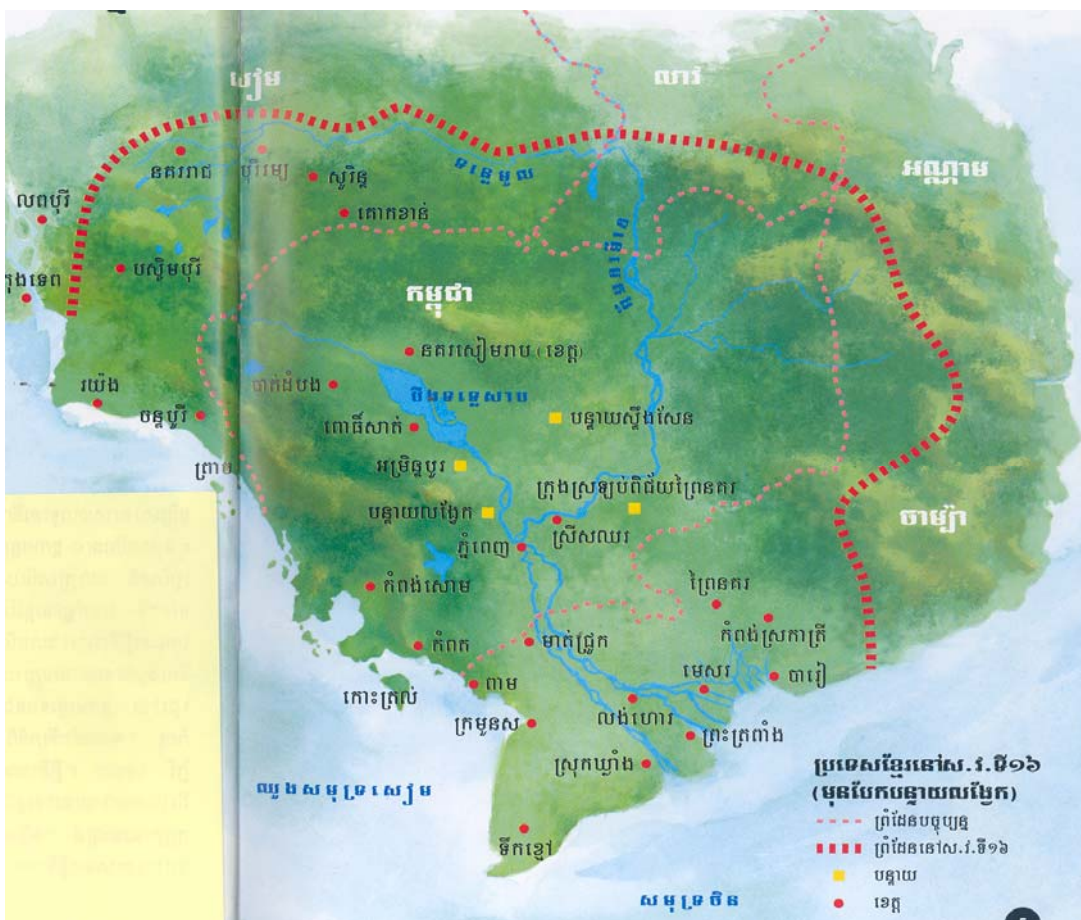 សៀម
លាវ
អណ្ណាម
ទន្លេមូល
នគររាជ
បុរីរម្យ
សូរិន្ទ
គោកខាន់
លពបុរី
បស្ចិមបុរី
ក្រុងទេព
កម្ពុជា
ទន្លេមេគង្គ
នគរសៀមរាប (ខេត្ត)
បាត់ដំបង
បឹងទន្លេសាប
រយ៉ង
ចន្ទបូរី
ពោធិ៍សាត់
បន្ទាយស្ទឹងសែន
ត្រាច
អម្រិន្ទបូរ
ក្រុងស្រឡប់ពិជ័យព្រៃនគរ
បន្ទាយលង្វែក
ស្រីសឈរ
ចាម្ប៉ា
ភ្នំពេញ
កំពង់សោម
ព្រៃនគរ
កំពង់ស្រកាត្រី
កំពត
មាត់ជ្រូក
មេសរ
បារៀ
កោះត្រល់
ពាម
ក្រមួនស
លង់ហោរ
ព្រះត្រពាំង
ស្រុកឃ្លាំង
ឈូងសមុទ្រសៀម
ទឹកខ្មៅ
សមុទ្រចិន
ប្រទេសខ្មែរនៅស.វ.ទី១៦
(មុនបែកបន្ទាយលង្វែក)
ព្រំដែនបច្ចុប្បន្ន
ព្រំដែននៅស.វ.ទី១៦
បន្ទាយ
ខេត្ត